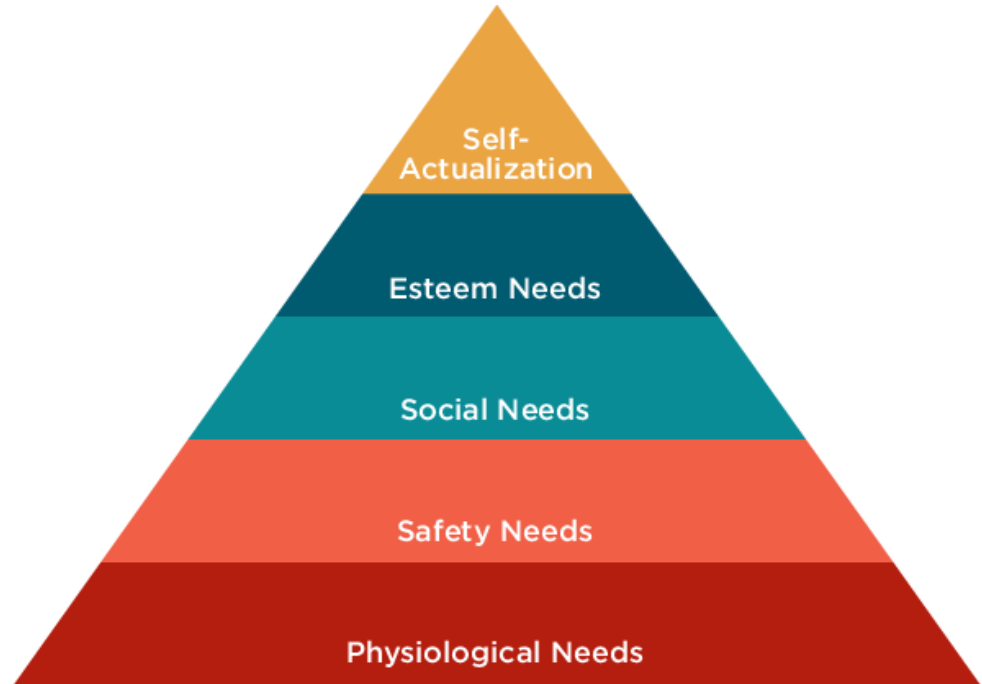 Self-
Actualization
Esteem Needs
Social Needs
Safety Needs
Physiological Needs